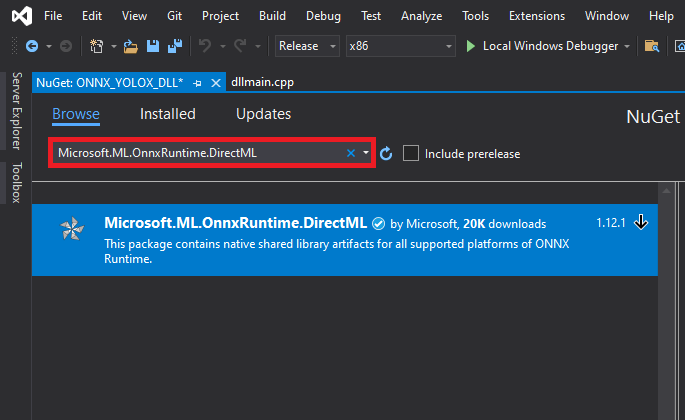 File Edit View Git Project Build Debug Test Analyze Tools Extensions Window Help
Release x86 Local Windows Debugger
Server Explorer
Toolbox
NuGet: ONNX_YOLOX_DLL* dllmain.cpp
Browse Installed Updates
NuGet
Microsoft.ML.OnnxRuntime.DirectML Include prerelease
Microsoft.ML.OnnxRuntime.DirectML by Microsoft, 20K downloads 1.12.1
This package contains native shared library artifacts for all supported platforms of ONNX
Runtime.